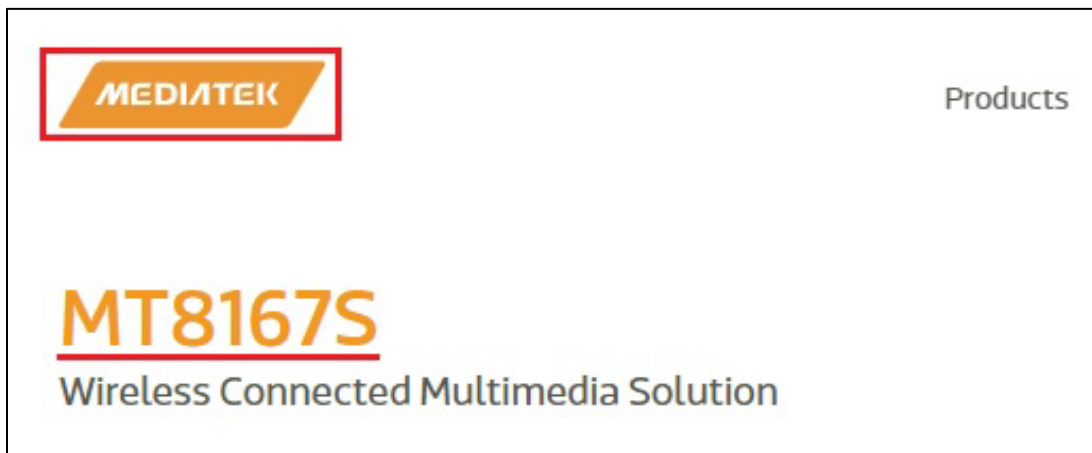 MEDIATEK
Products
MT8167S
Wireless Connected Multimedia Solution